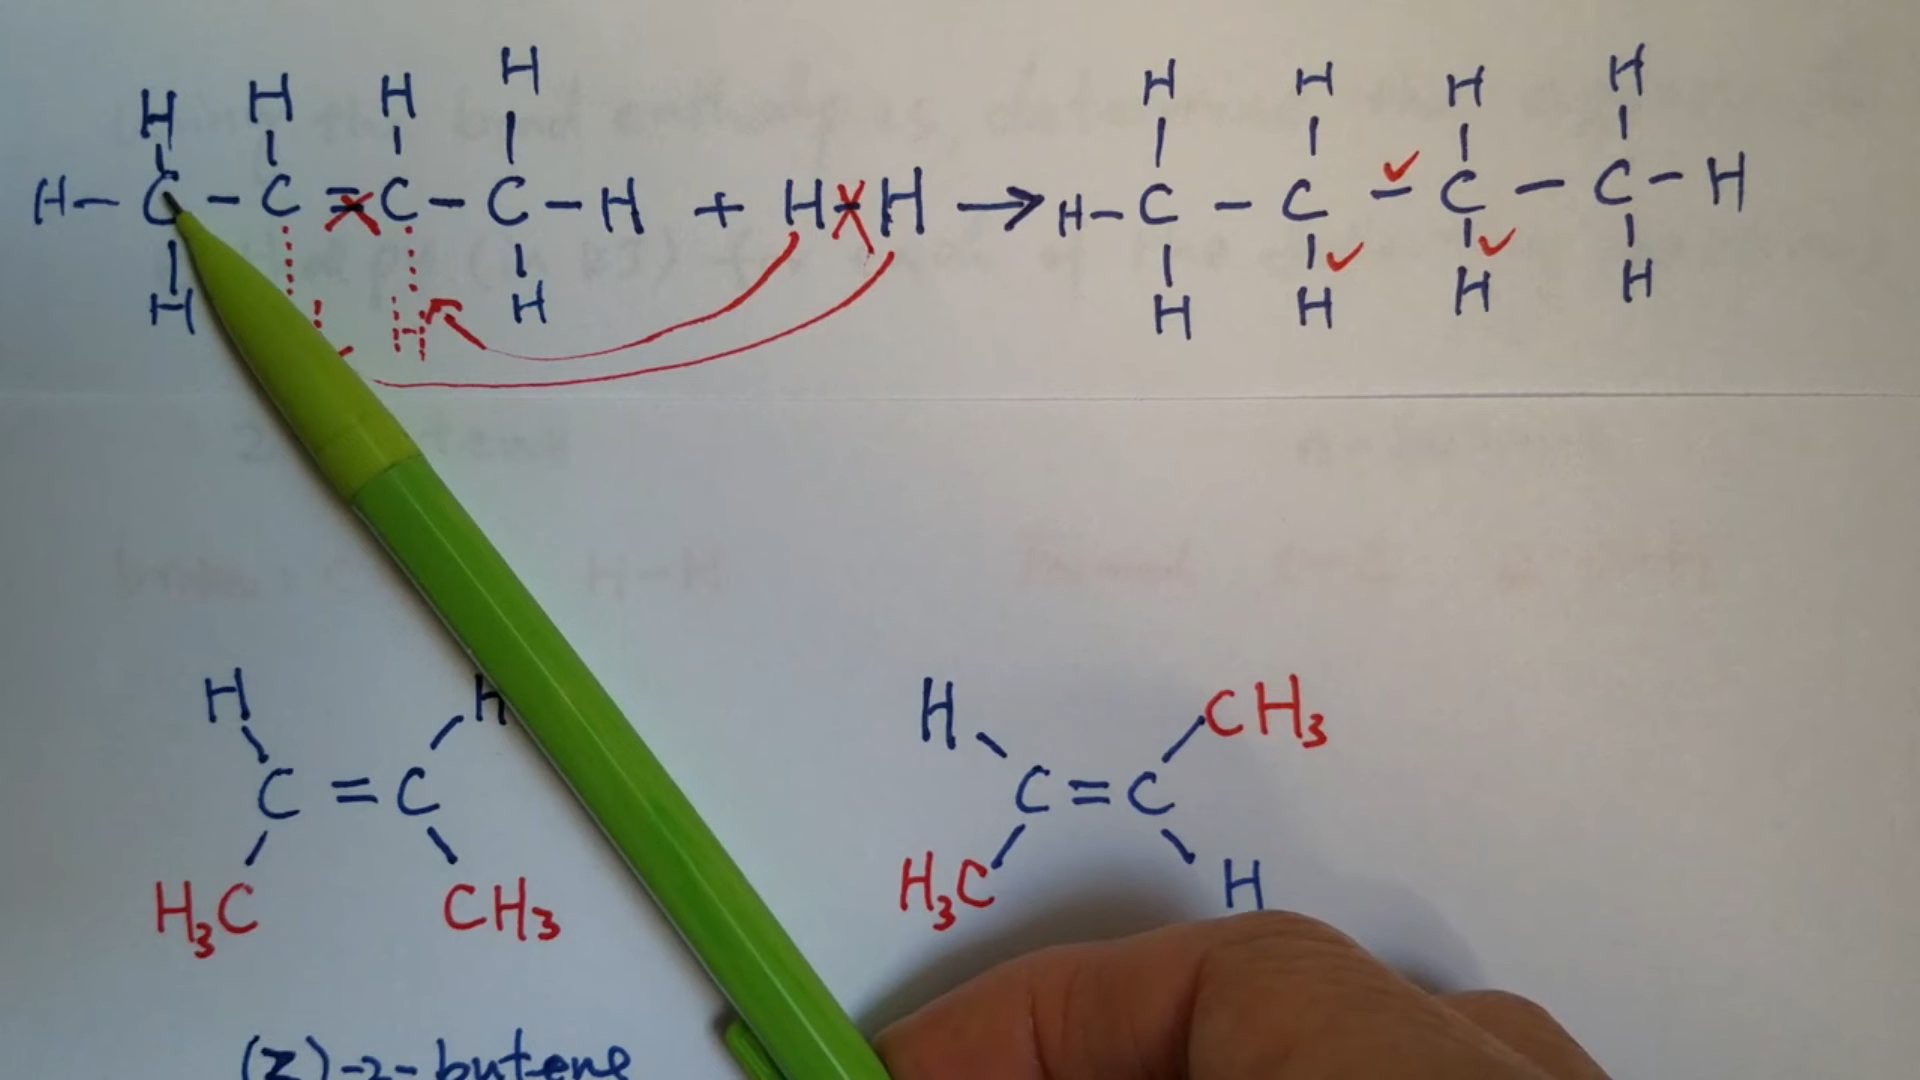 H H H H H H H H
H-C-C=C-C-H + H-H → H-C-C-C-C-H
H H H H H H H
H H H CH3
C=C C=C
H3C CH3 H3C H
(Z)-2-butene